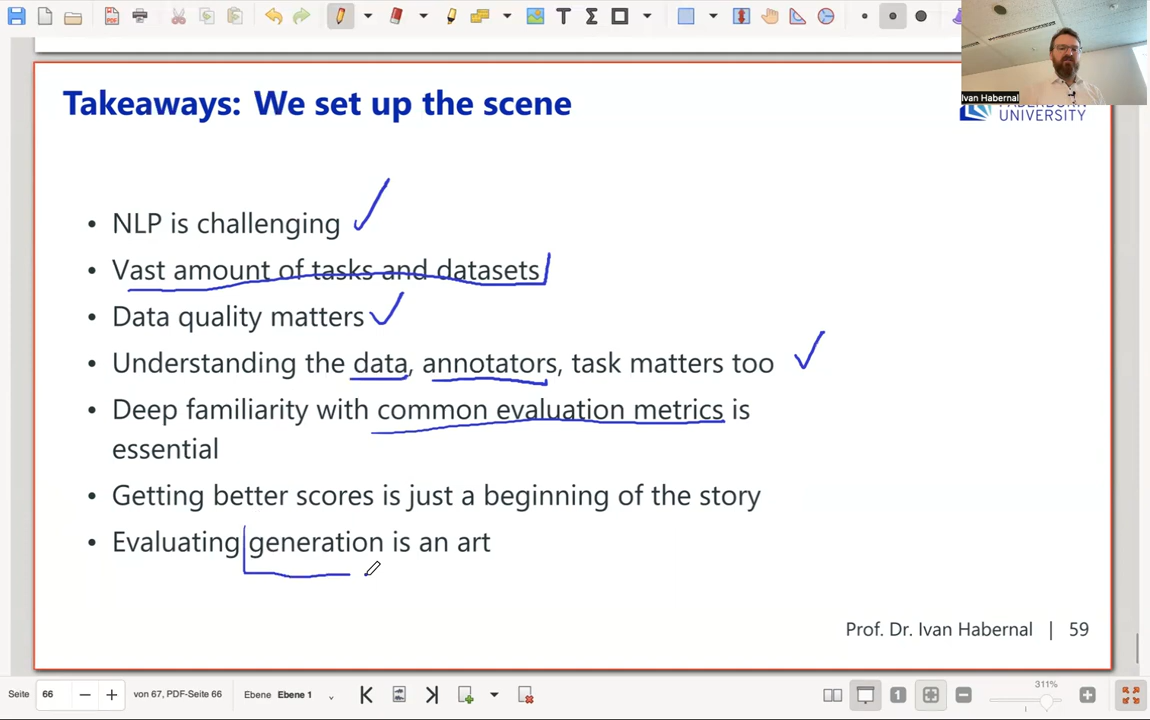 Ivan Habernal
Takeaways: We set up the scene
UNIVERSITY
• NLP is challenging
• Vast amount of tasks and datasets
• Data quality matters
• Understanding the data, annotators, task matters too
• Deep familiarity with common evaluation metrics is
essential
• Getting better scores is just a beginning of the story
• Evaluating generation is an art
Prof. Dr. Ivan Habernal | 59
Seite 66 von 67, PDF-Seite 66 Ebene Ebene 1 1 311%